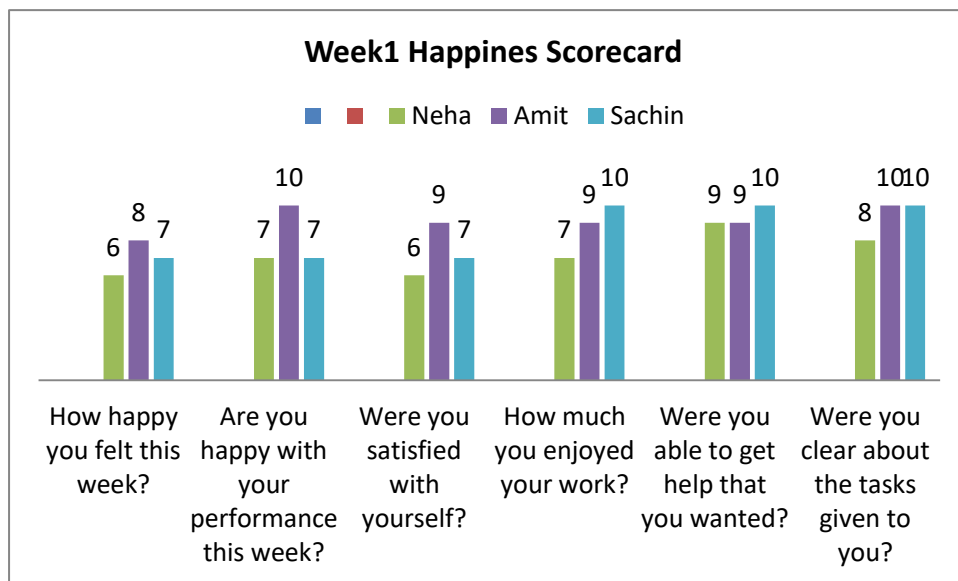 Week1 Happines Scorecard
Neha Amit Sachin
6 8 7
7 10 7
6 9 7
7 9 10
9 9 10
8 10 10
How happy
you felt this
week?
Are you
happy with
your
performance
this week?
Were you
satisfied
with
yourself?
How much
you enjoyed
your work?
Were you
able to get
help that
you wanted?
Were you
clear about
the tasks
given to
you?